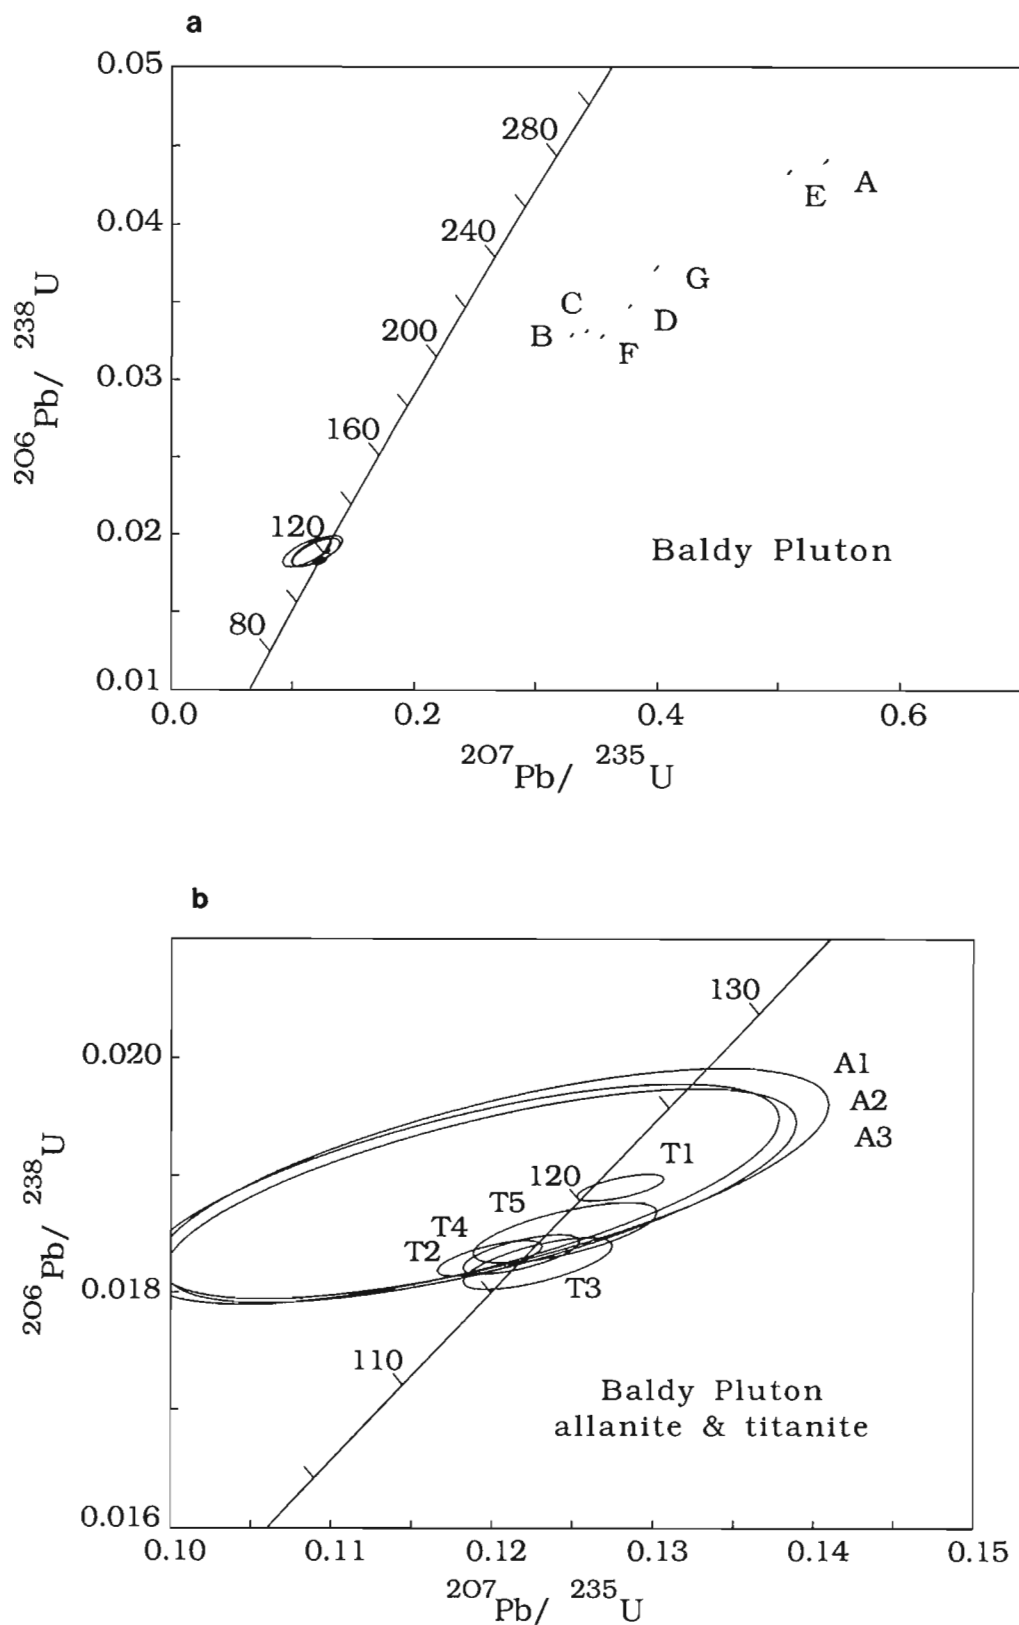 a
0.05
280
A
E
0.04
240
G
C
D
B
200
F
0.03
160
206Pb/ 238U
0.02
120
Baldy Pluton
80
0.01
0.0 0.2 0.4 0.6
207Pb/ 235U
b
130
0.020
A1
A2
A3
T1
120
T5
T4
T2
T3
0.018
206Pb/ 238U
110
Baldy Pluton
allanite & titanite
0.016
0.10 0.11 0.12 0.13 0.14 0.15
207Pb/ 235U